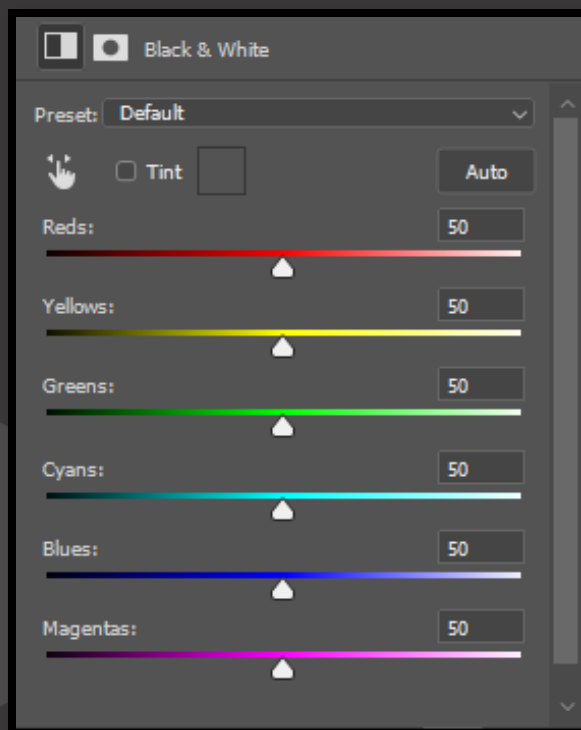 Black & White
Preset: Default
Tint Auto
Reds: 50
Yellows: 50
Greens: 50
Cyans: 50
Blues: 50
Magentas: 50